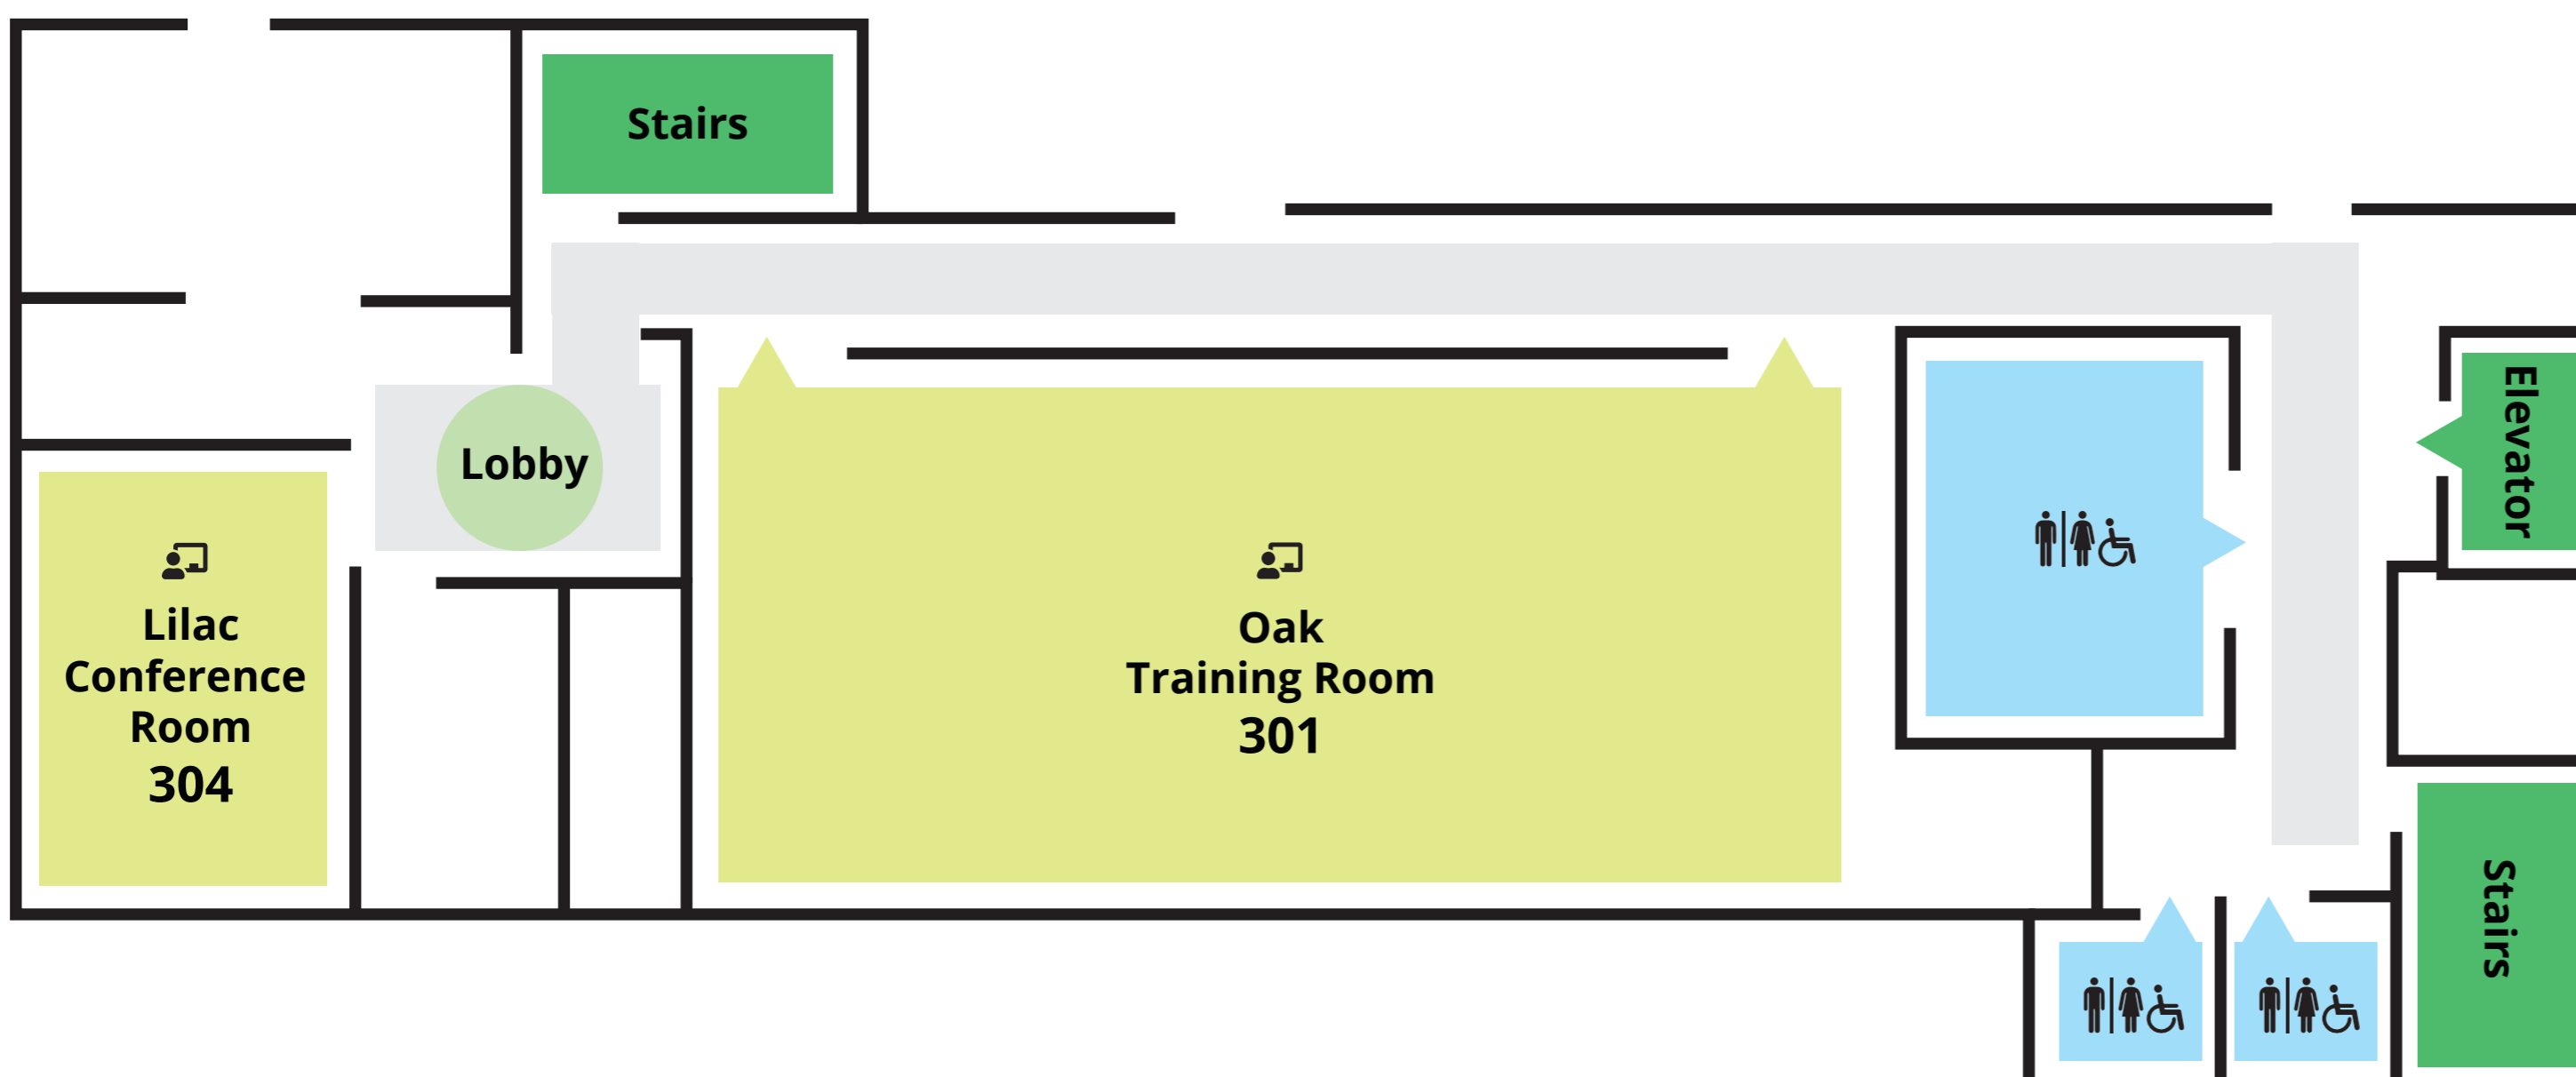 Stairs
Lobby
Elevator
Lilac
Conference
Room
304
Oak
Training Room
301
Stairs